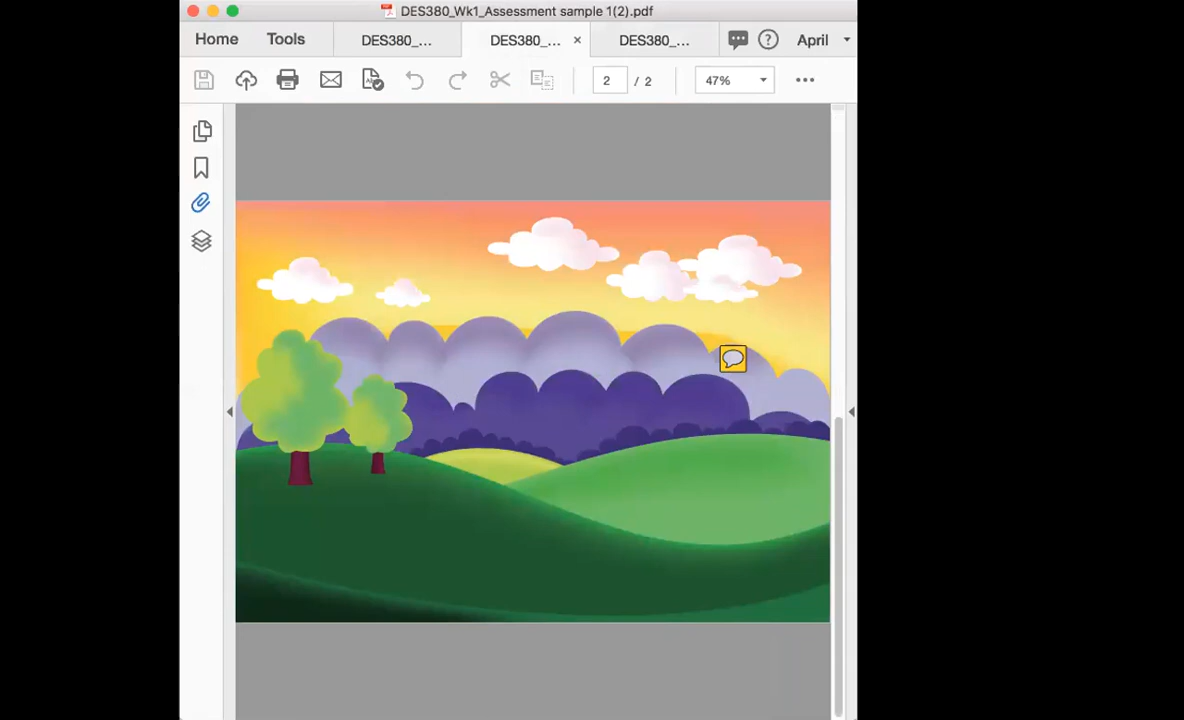 DES380_Wk1_Assessment sample 1(2).pdf
Home Tools DES380_... DES380_... × DES380_... ? April
2 / 2 47%